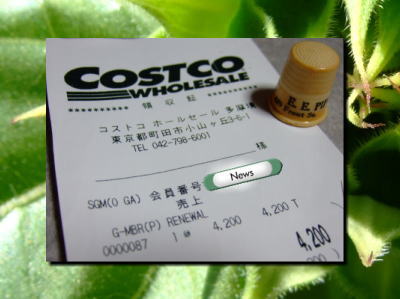 COSTCO
WHOLESALE
領収証
コストコ ホールセール 多摩境
東京都町田市小山ヶ丘3-6-1
TEL 042-798-6001
様
SGM(O GA) 会員番号
News
売上
G-MBR(P) RENEWAL
0000087 1 @ 4,200 4,200 T
4,200
E. E. PI